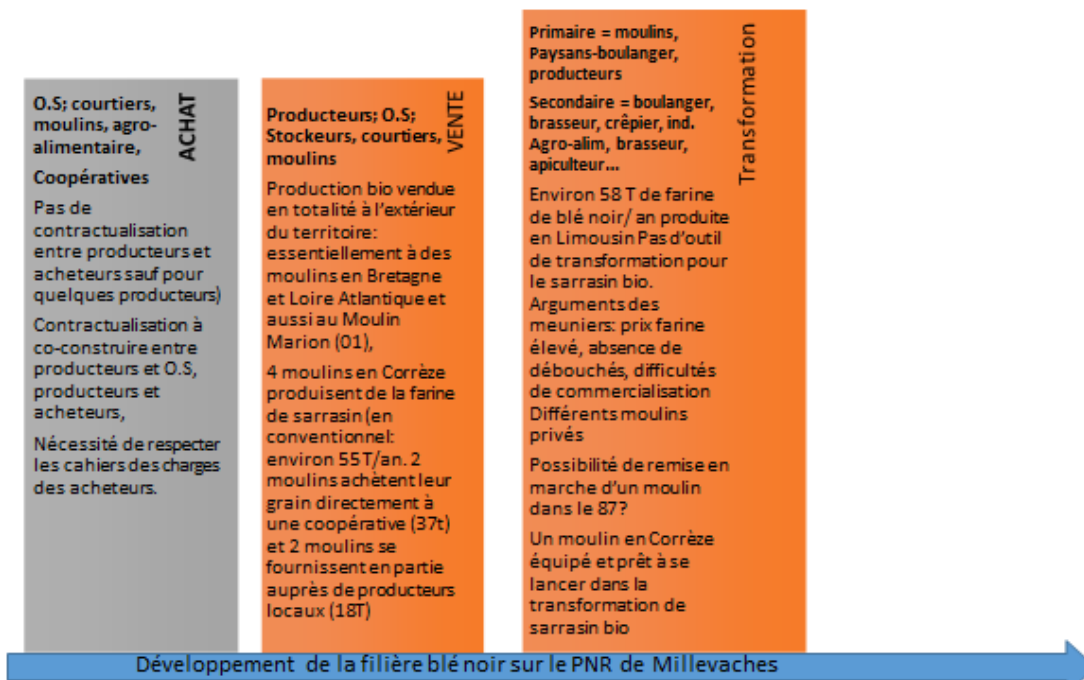 O.S; courtiers,
moulins, agro-
alimentaire,
Coopératives
ACHAT
Pas de
contractualisation
entre producteurs et
acheteurs sauf pour
quelques producteurs)
Contractualisation à
co-construire entre
producteurs et O.S,
producteurs et
acheteurs,
Nécessité de respecter
les cahiers des charges
des acheteurs.
Producteurs; O.S;
Stockeurs, courtiers,
moulins
VENTE
Production bio vendue
en totalité à l'extérieur
du territoire:
essentiellement à des
moulins en Bretagne
et Loire Atlantique et
aussi au Moulin
Marion (01),
4 moulins en Corrèze
produisent de la farine
de sarrasin (en
conventionnel:
environ 55T/an. 2
moulins achètent leur
grain directement à
une coopérative (37t)
et 2 moulins se
fournissent en partie
auprès de producteurs
locaux (18T)
Primaire = moulins,
Paysans-boulanger,
producteurs
Secondaire = boulanger,
brasseur, crêpier, ind.
Agro-alim, brasseur,
apiculteur...
Transformation
Environ 58 T de farine
de blé noir/ an produite
en Limousin Pas d'outil
de transformation pour
le sarrasin bio.
Arguments des
meuniers: prix farine
élevé, absence de
débouchés, difficultés
de commercialisation
Différents moulins
privés
Possibilité de remise en
marche d'un moulin
dans le 87?
Un moulin en Corrèze
équipé et prêt à se
lancer dans la
transformation de
sarrasin bio
Développement de la filière blé noir sur le PNR de Millevaches